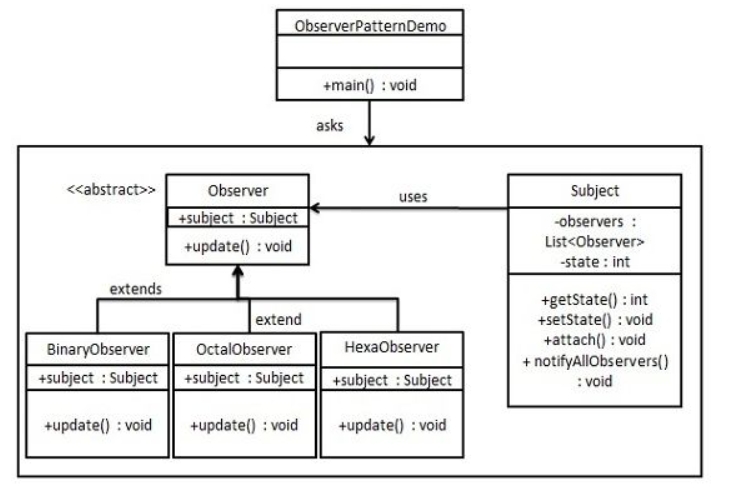 ObserverPatternDemo
+main() : void
asks
<<abstract>>
Observer
+subject : Subject
+update() : void
uses
Subject
-observers :
List<Observer>
-state : int
+getState() : int
+setState() : void
+attach() : void
+ notifyAllObservers()
: void
extends
extend
BinaryObserver
+subject : Subject
+update() : void
OctalObserver
+subject : Subject
+update() : void
HexaObserver
+subject : Subject
+update() : void